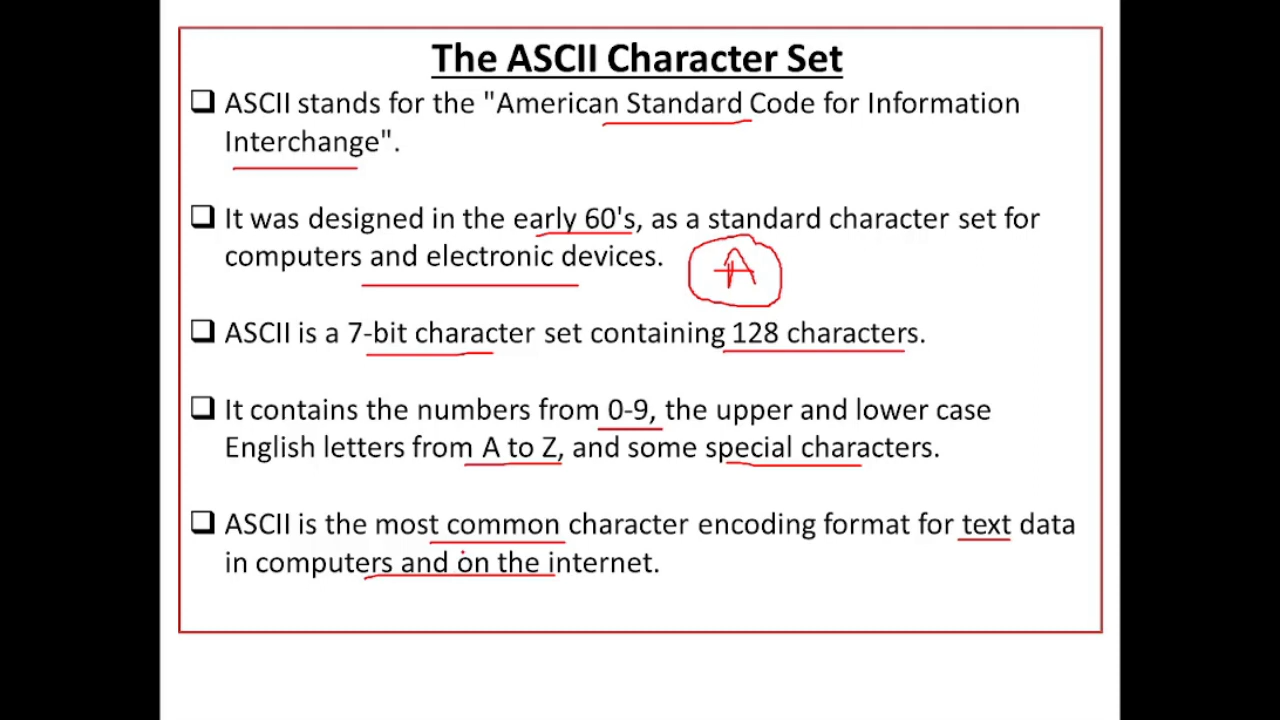 The ASCII Character Set
ASCII stands for the "American Standard Code for Information
Interchange".
It was designed in the early 60's, as a standard character set for
computers and electronic devices.
A
ASCII is a 7-bit character set containing 128 characters.
It contains the numbers from 0-9, the upper and lower case
English letters from A to Z, and some special characters.
ASCII is the most common character encoding format for text data
in computers and on the internet.